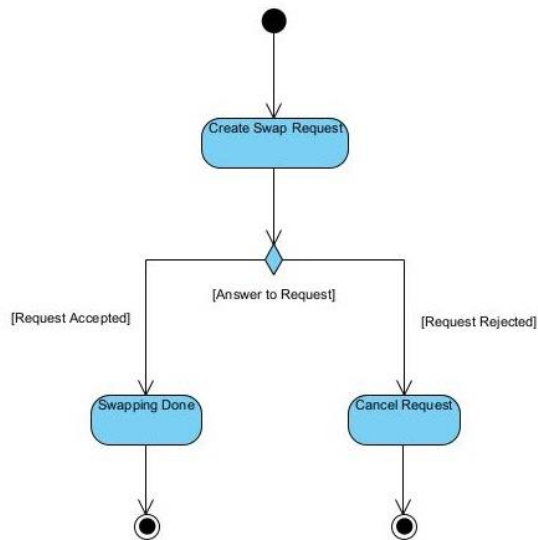 Create Swap Request
[Answer to Request]
[Request Accepted]
[Request Rejected]
Swapping Done
Cancel Request